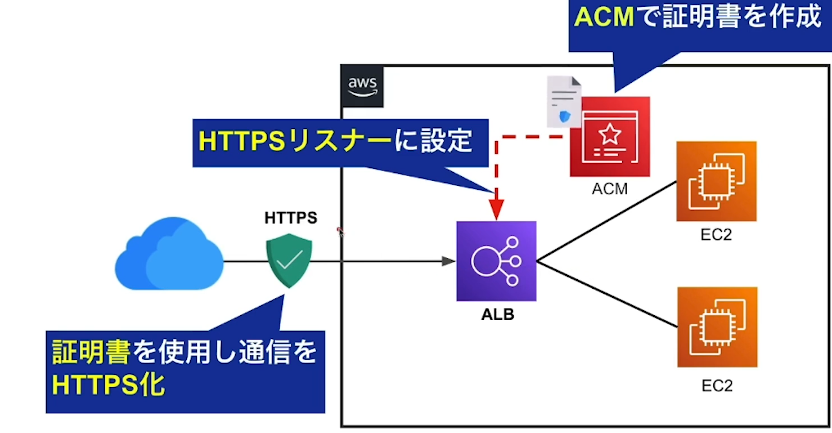 ACMで証明書を作成
aws
HTTPSリスナーに設定
ACM
HTTPS
EC2
ALB
証明書を使用し通信を
HTTPS化
EC2